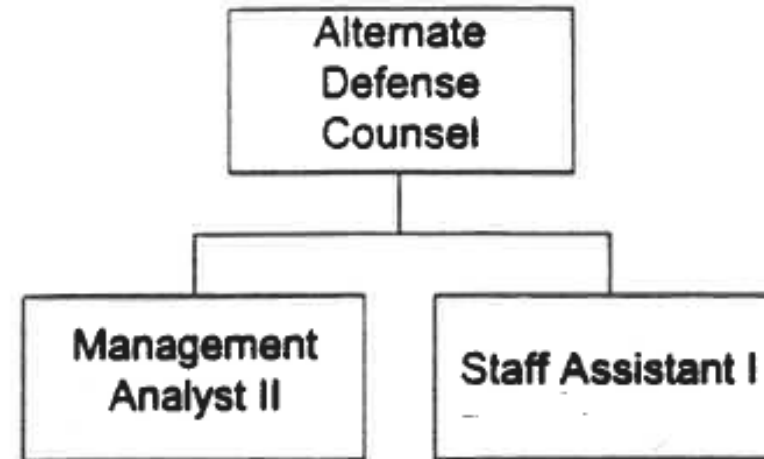 Alternate
Defense
Counsel
Management
Analyst II
Staff Assistant I